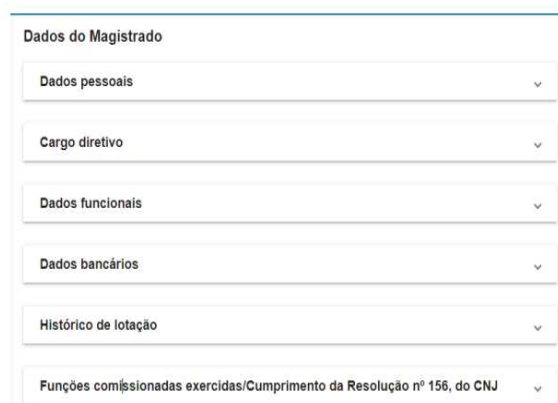 Dados do Magistrado
Dados pessoais
Cargo diretivo
Dados funcionais
Dados bancários
Histórico de lotação
Funções comissionadas exercidas/Cumprimento da Resolução nº 156, do CNJ